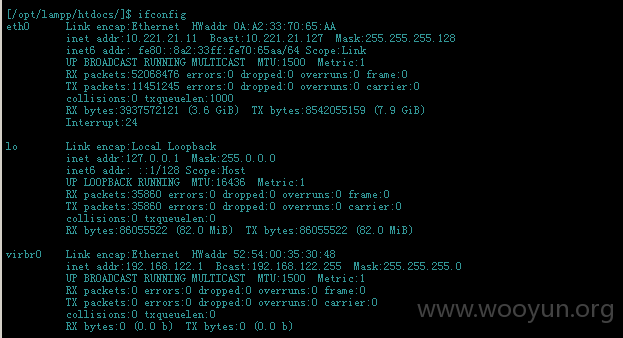 [/opt/lampp/htdocs/]$ ifconfig
eth0 Link encap:Ethernet HWaddr 0A:A2:33:70:65:AA
inet addr:10.221.21.11 Bcast:10.221.21.127 Mask:255.255.255.128
inet6 addr: fe80::8a2:33ff:fe70:65aa/64 Scope:Link
UP BROADCAST RUNNING MULTICAST MTU:1500 Metric:1
RX packets:52068476 errors:0 dropped:0 overruns:0 frame:0
TX packets:11451245 errors:0 dropped:0 overruns:0 carrier:0
collisions:0 txqueuelen:1000
RX bytes:3937572121 (3.6 GiB) TX bytes:8542055159 (7.9 GiB)
Interrupt:24
lo Link encap:Local Loopback
inet addr:127.0.0.1 Mask:255.0.0.0
inet6 addr: ::1/128 Scope:Host
UP LOOPBACK RUNNING MTU:16436 Metric:1
RX packets:35860 errors:0 dropped:0 overruns:0 frame:0
TX packets:35860 errors:0 dropped:0 overruns:0 carrier:0
collisions:0 txqueuelen:0
RX bytes:86055522 (82.0 MiB) TX bytes:86055522 (82.0 MiB)
virbr0 Link encap:Ethernet HWaddr 52:54:00:35:30:48
inet addr:192.168.122.1 Bcast:192.168.122.255 Mask:255.255.255.0
UP BROADCAST RUNNING MULTICAST MTU:1500 Metric:1
RX packets:0 errors:0 dropped:0 overruns:0 frame:0
TX packets:0 errors:0 dropped:0 overruns:0 carrier:0
collisions:0 txqueuelen:0
RX bytes:0 (0.0 b) TX bytes:0 (0.0 b)
www.wooyun.org